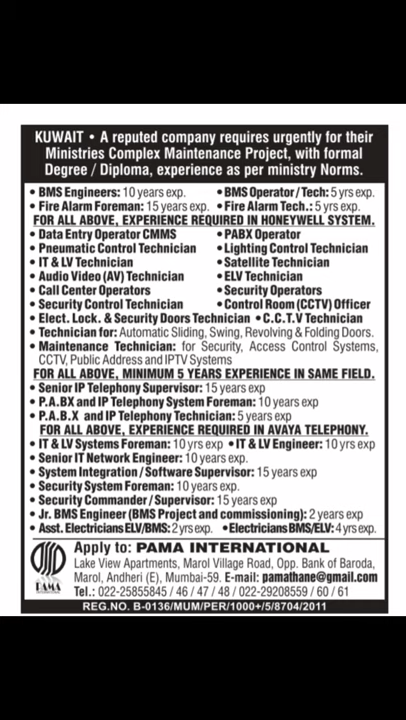 KUWAIT • A reputed company requires urgently for their
Ministries Complex Maintenance Project, with formal
Degree / Diploma, experience as per ministry Norms.
• BMS Engineers: 10 years exp. • BMS Operator / Tech: 5 yrs exp.
• Fire Alarm Foreman: 15 years exp. • Fire Alarm Tech.: 5 yrs exp.
FOR ALL ABOVE, EXPERIENCE REQUIRED IN HONEYWELL SYSTEM.
• Data Entry Operator CMMS • PABX Operator
• Pneumatic Control Technician • Lighting Control Technician
• IT & LV Technician • Satellite Technician
• Audio Video (AV) Technician • ELV Technician
• Call Center Operators • Security Operators
• Security Control Technician • Control Room (CCTV) Officer
• Elect. Lock. & Security Doors Technician • C.C.T.V Technician
• Technician for: Automatic Sliding, Swing, Revolving & Folding Doors.
• Maintenance Technician: for Security, Access Control Systems,
CCTV, Public Address and IPTV Systems
FOR ALL ABOVE, MINIMUM 5 YEARS EXPERIENCE IN SAME FIELD.
• Senior IP Telephony Supervisor: 15 years exp
• P.A.BX and IP Telephony System Foreman: 10 years exp
• P.A.B.X and IP Telephony Technician: 5 years exp
FOR ALL ABOVE, EXPERIENCE REQUIRED IN AVAYA TELEPHONY.
• IT & LV Systems Foreman: 10 yrs exp • IT & LV Engineer: 10 yrs exp
• Senior IT Network Engineer: 10 years exp.
• System Integration / Software Supervisor: 15 years exp
• Security System Foreman: 10 years exp.
• Security Commander / Supervisor: 15 years exp
• Jr. BMS Engineer (BMS Project and commissioning): 2 years exp
• Asst. Electricians ELV/BMS: 2 yrs exp. • Electricians BMS/ELV: 4 yrs exp.
PAMA
Apply to: PAMA INTERNATIONAL
Lake View Apartments, Marol Village Road, Opp. Bank of Baroda,
Marol, Andheri (E), Mumbai-59. E-mail: pamathane@gmail.com
Tel.: 022-25855845 / 46 / 47 / 48 / 022-29208559 / 60 / 61
REG.NO. B-0136/MUM/PER/1000+/5/8704/2011